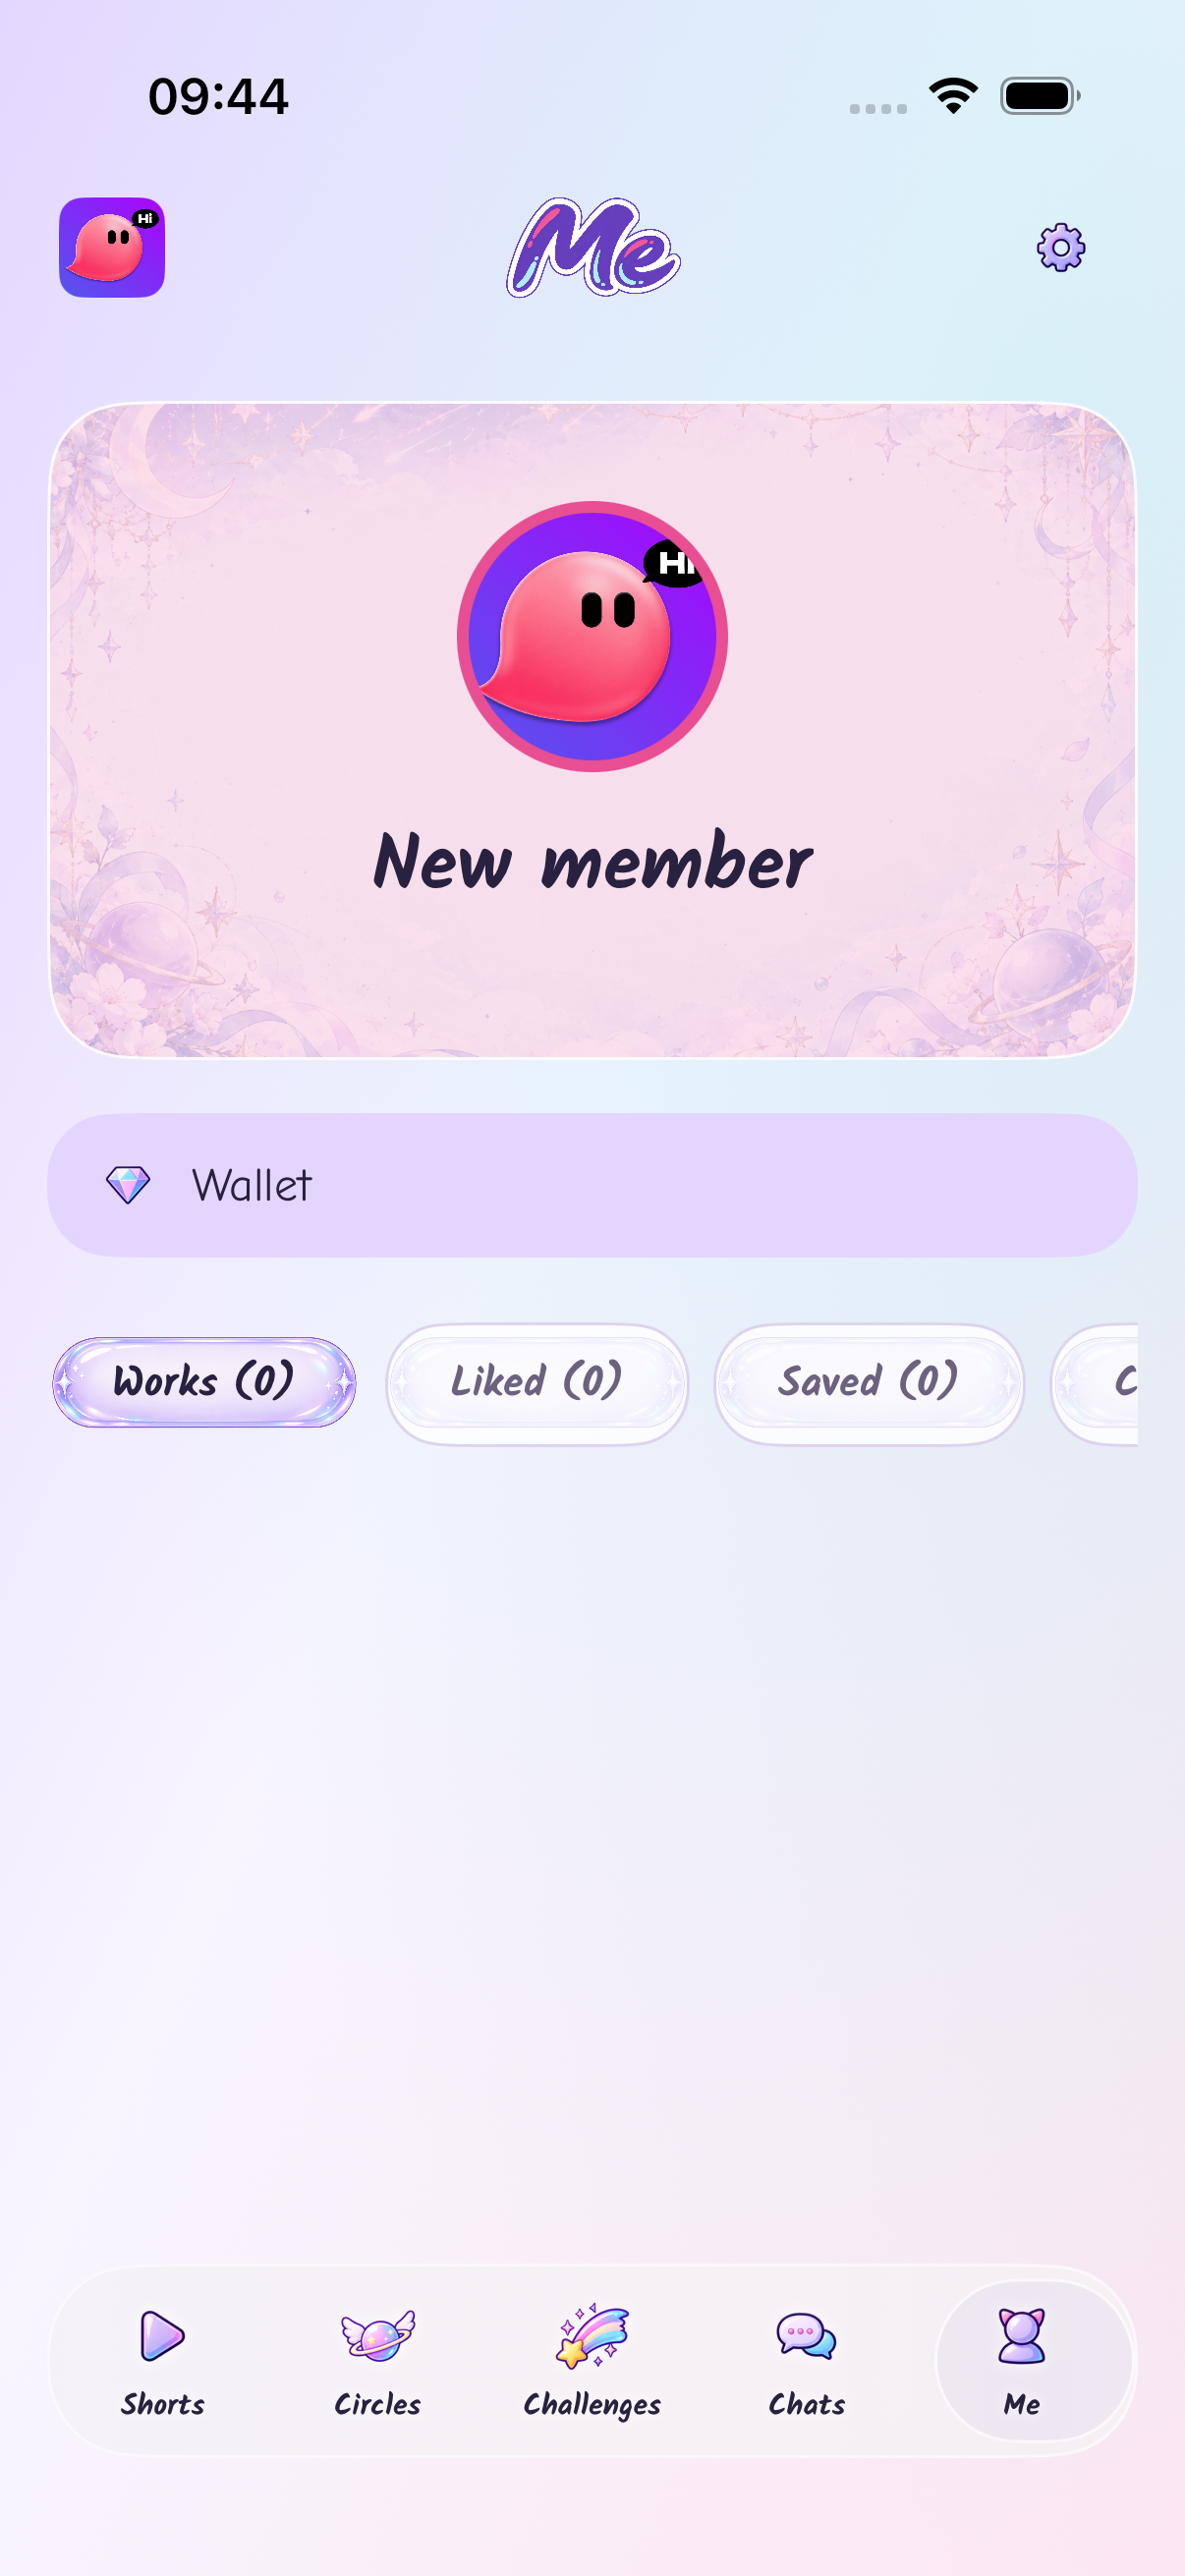 09:44
Hi
Me
Hi
New member
Wallet
Works (0)
Liked (0)
Saved (0)
C
Shorts
Circles
Challenges
Chats
Me